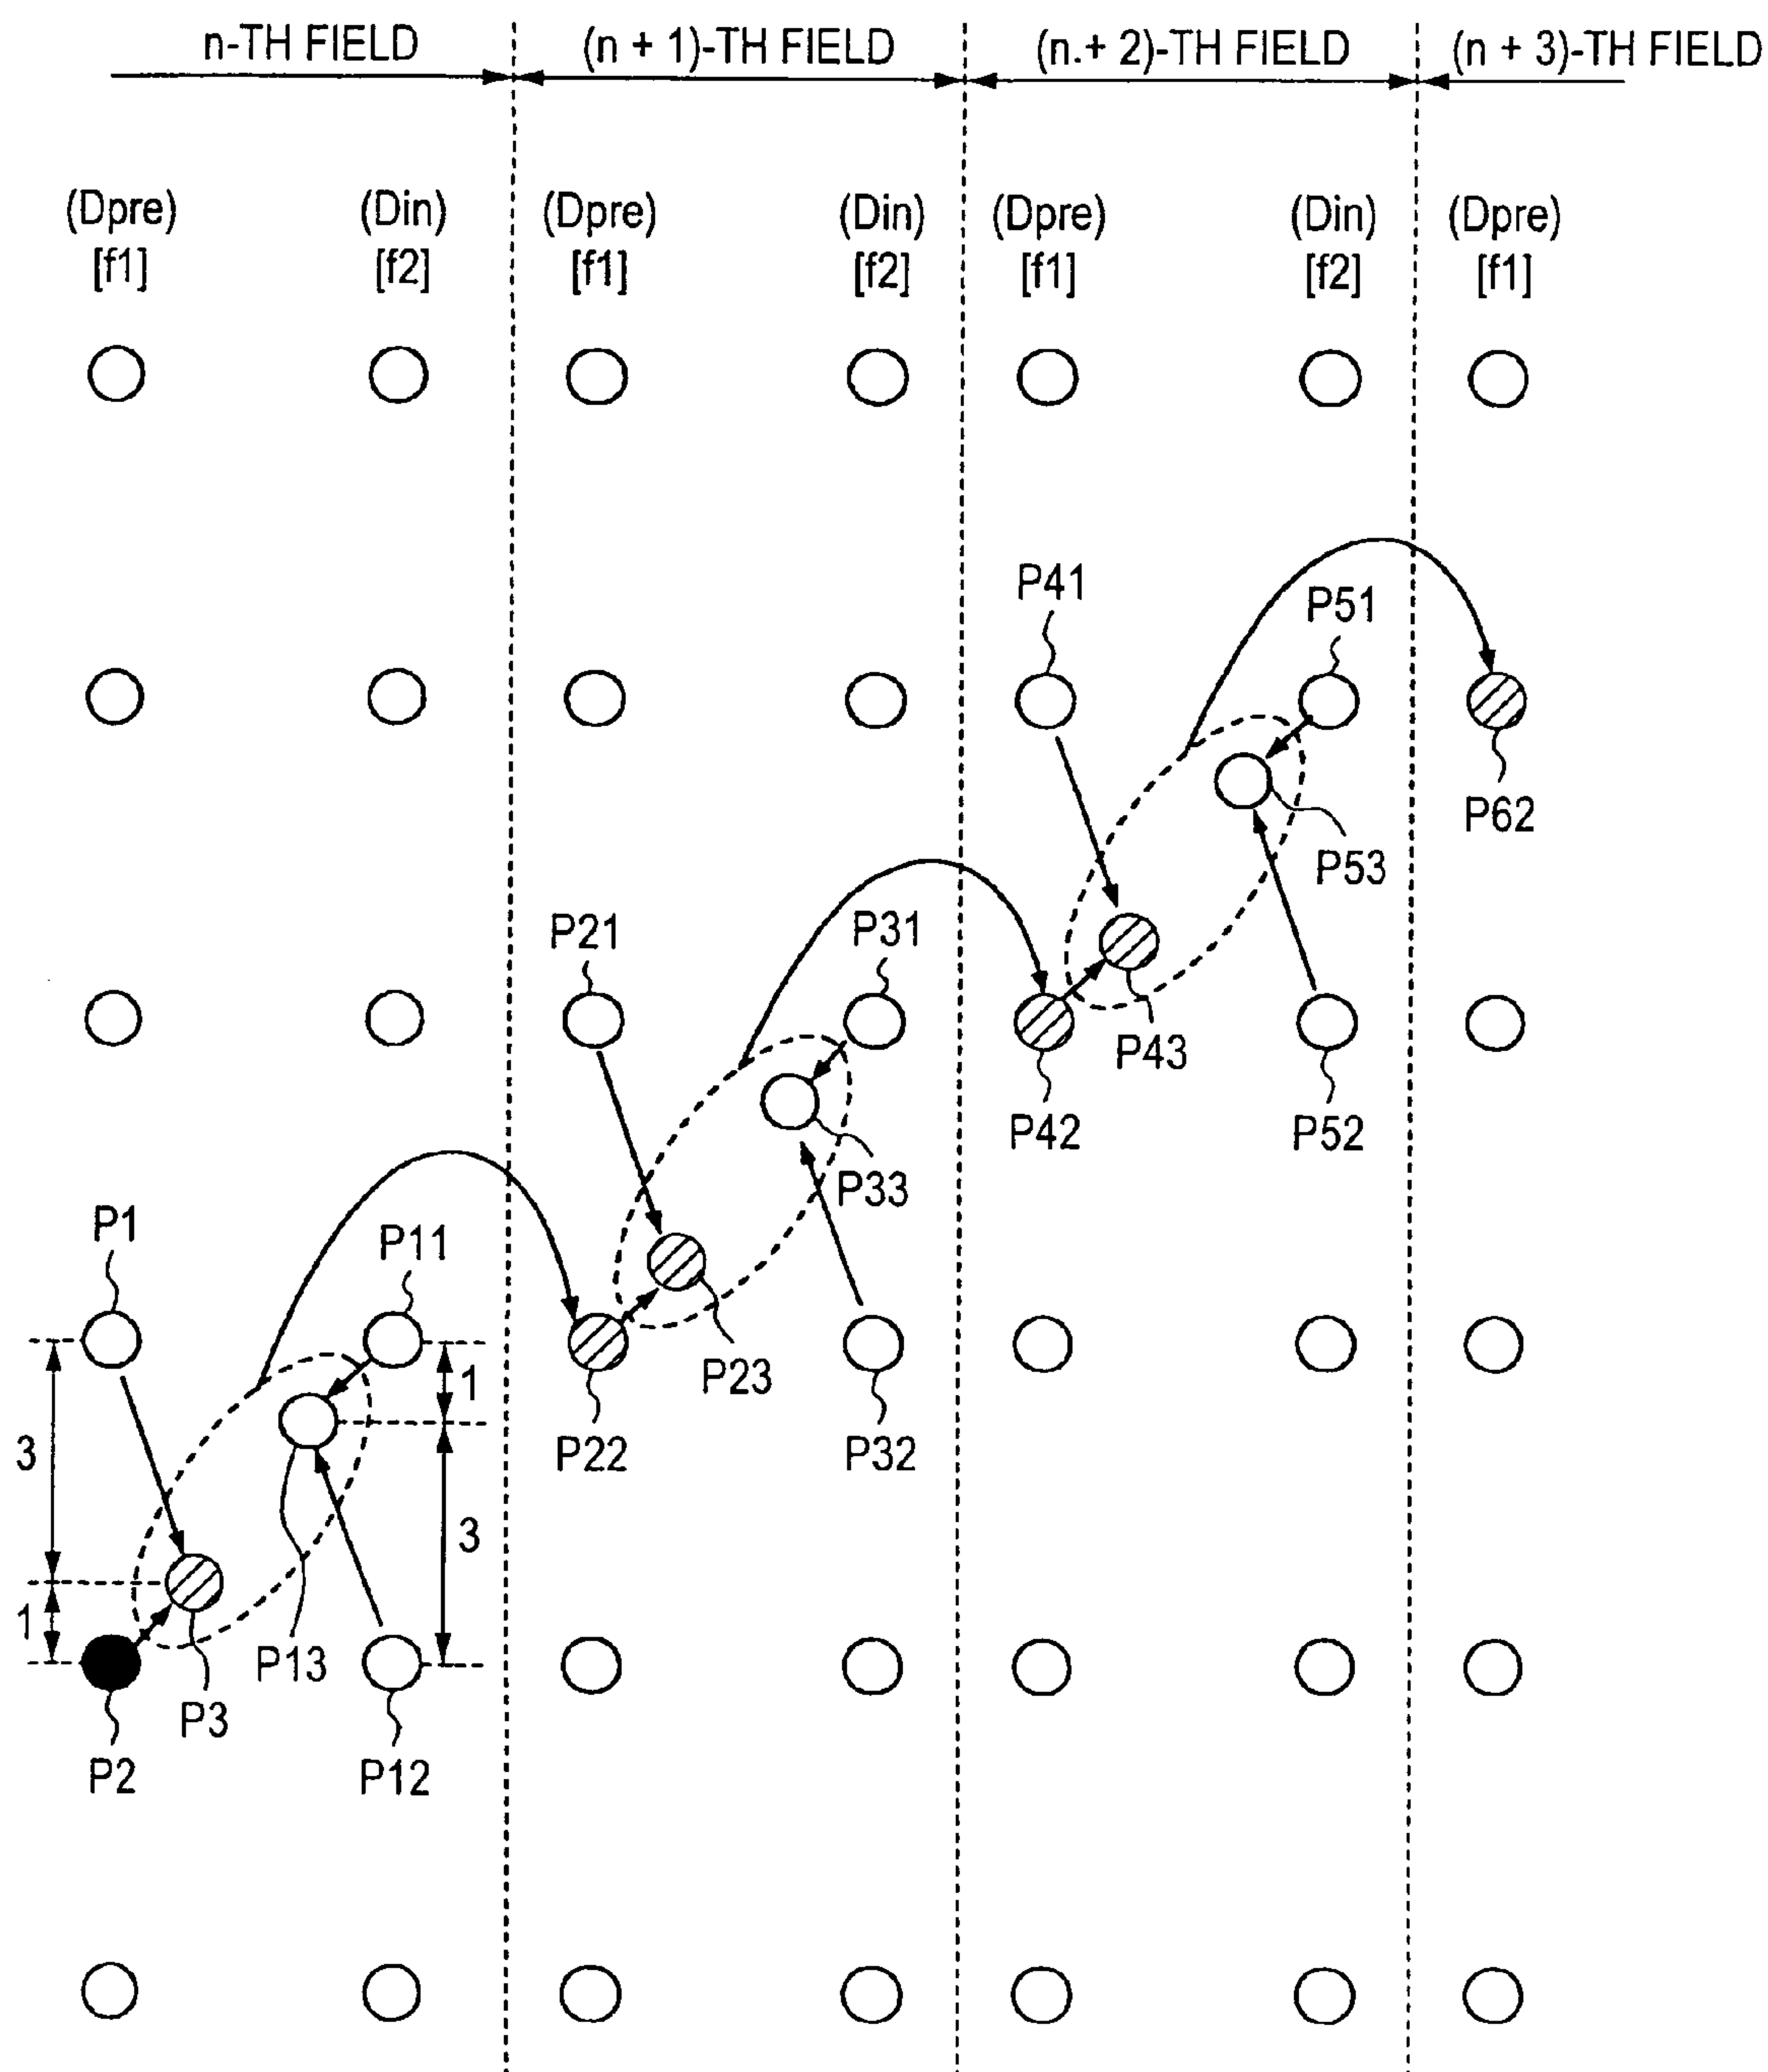 n-TH FIELD (n + 1)-TH FIELD (n.+ 2)-TH FIELD (n + 3)-TH FIELD
(Dpre) (Din) (Dpre) (Din) (Dpre) (Din) (Dpre)
[f1] [f2] [f1] [f2] [f1] [f2] [f1]
P41 P51
P62
P53
P21 P31
P43
P42 P52
P33
P1 P11
P23
1
3 P22 P32
3
1
P13
P3
P2 P12